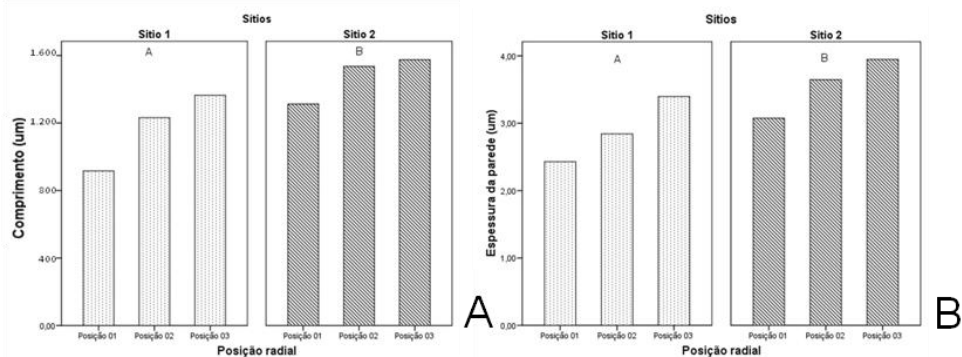 Sítios
Sítio 1
Sítio 2
A
B
Comprimento (um)
1.600
1.200
800
400
0,00
Posição 01
Posição 02
Posição 03
Posição 01
Posição 02
Posição 03
Posição radial
A
Sítios
Sítio 1
Sítio 2
A
B
Espessura da parede (um)
4,00
3,00
2,00
1,00
0,00
Posição 01
Posição 02
Posição 03
Posição 01
Posição 02
Posição 03
Posição radial
B